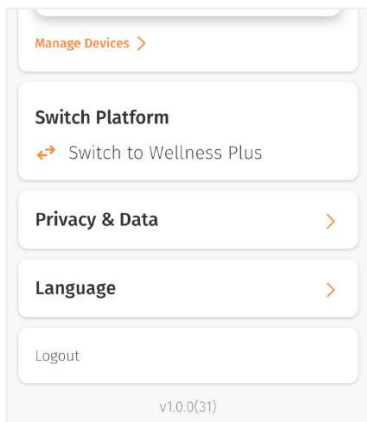 Manage Devices
Switch Platform
Switch to Wellness Plus
Privacy & Data
Language
Logout
v1.0.0(31)